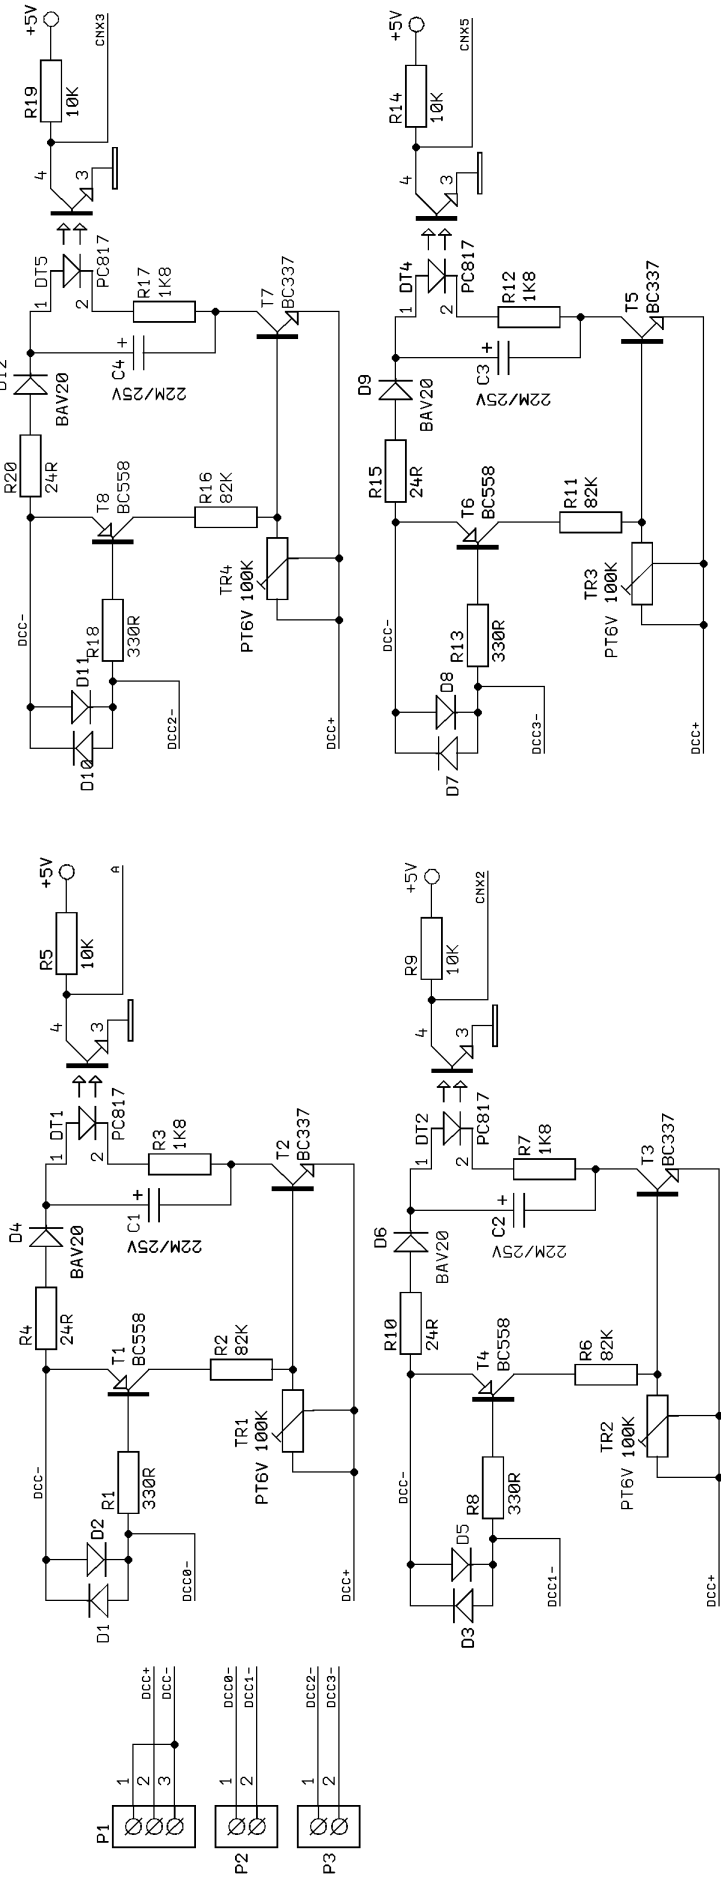 P1
1
2
3
DCC+
DCC-
P2
1
2
DCC0-
DCC1-
P3
1
2
DCC2-
DCC3-
D1
D2
DCC-
DCC0-
DCC+
R1
330R
T1
BC558
R4
24R
D4
BAV20
R2
82K
TR1
PT6V 100K
C1
+
22M/25V
DT1
PC817
1
2
4
3
R3
1K8
T2
BC337
R5
10K
+5V
A
D3
D5
DCC-
DCC1-
DCC+
R8
330R
T4
BC558
R10
24R
D6
BAV20
R6
82K
TR2
PT6V 100K
C2
+
22M/25V
DT2
PC817
1
2
4
3
R7
1K8
T3
BC337
R9
10K
+5V
CNX2
D10
D11
DCC-
DCC2-
DCC+
R18
330R
T8
BC558
R20
24R
D12
BAV20
R16
82K
TR4
PT6V 100K
C4
+
22M/25V
DT5
PC817
1
2
4
3
R17
1K8
T7
BC337
R19
10K
+5V
CNX3
D7
D8
DCC-
DCC3-
DCC+
R13
330R
T6
BC558
R15
24R
D9
BAV20
R11
82K
TR3
PT6V 100K
C3
+
22M/25V
DT4
PC817
1
2
4
3
R12
1K8
T5
BC337
R14
10K
+5V
CNX5